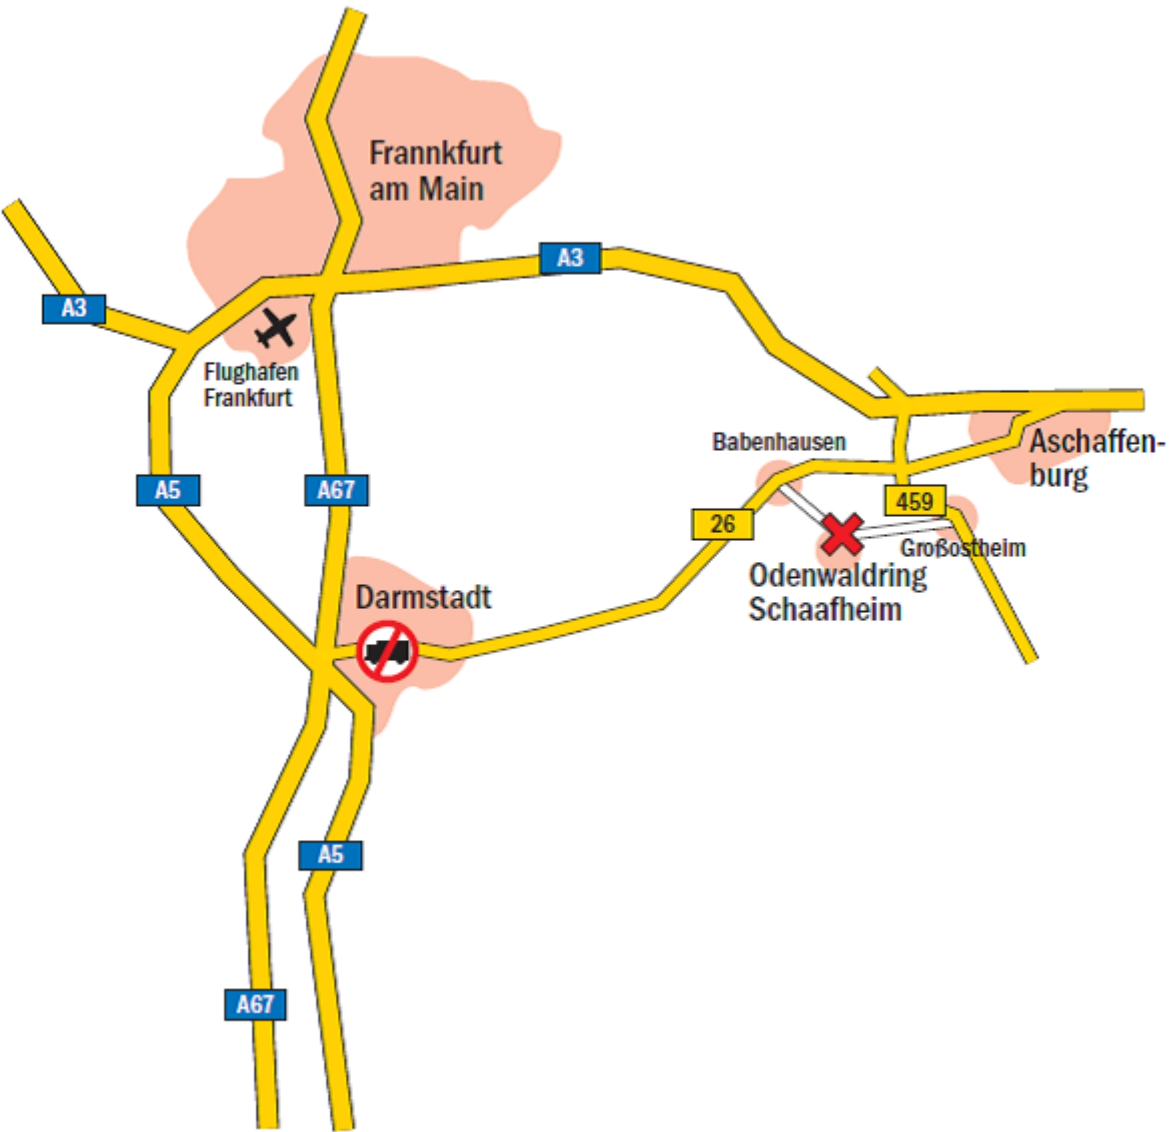 Frannkfurt
am Main
A3
A3
Flughafen
Frankfurt
Babenhausen
Aschaffen-
burg
A5
A67
459
26
Großostheim
Odenwaldring
Schaafheim
Darmstadt
A5
A67